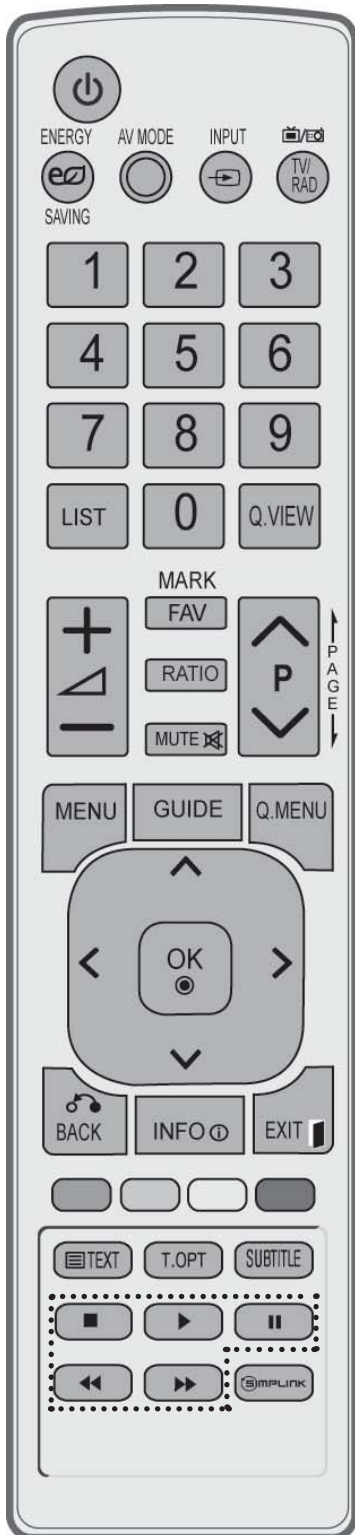 ENERGY AV MODE INPUT
TV/
RAD
SAVING
1 2 3
4 5 6
7 8 9
LIST 0 Q.VIEW
MARK
FAV
RATIO P
MUTE
PAGE
MENU GUIDE Q.MENU
OK
BACK INFO EXIT
TEXT T.OPT SUBTITLE
SIMPLINK